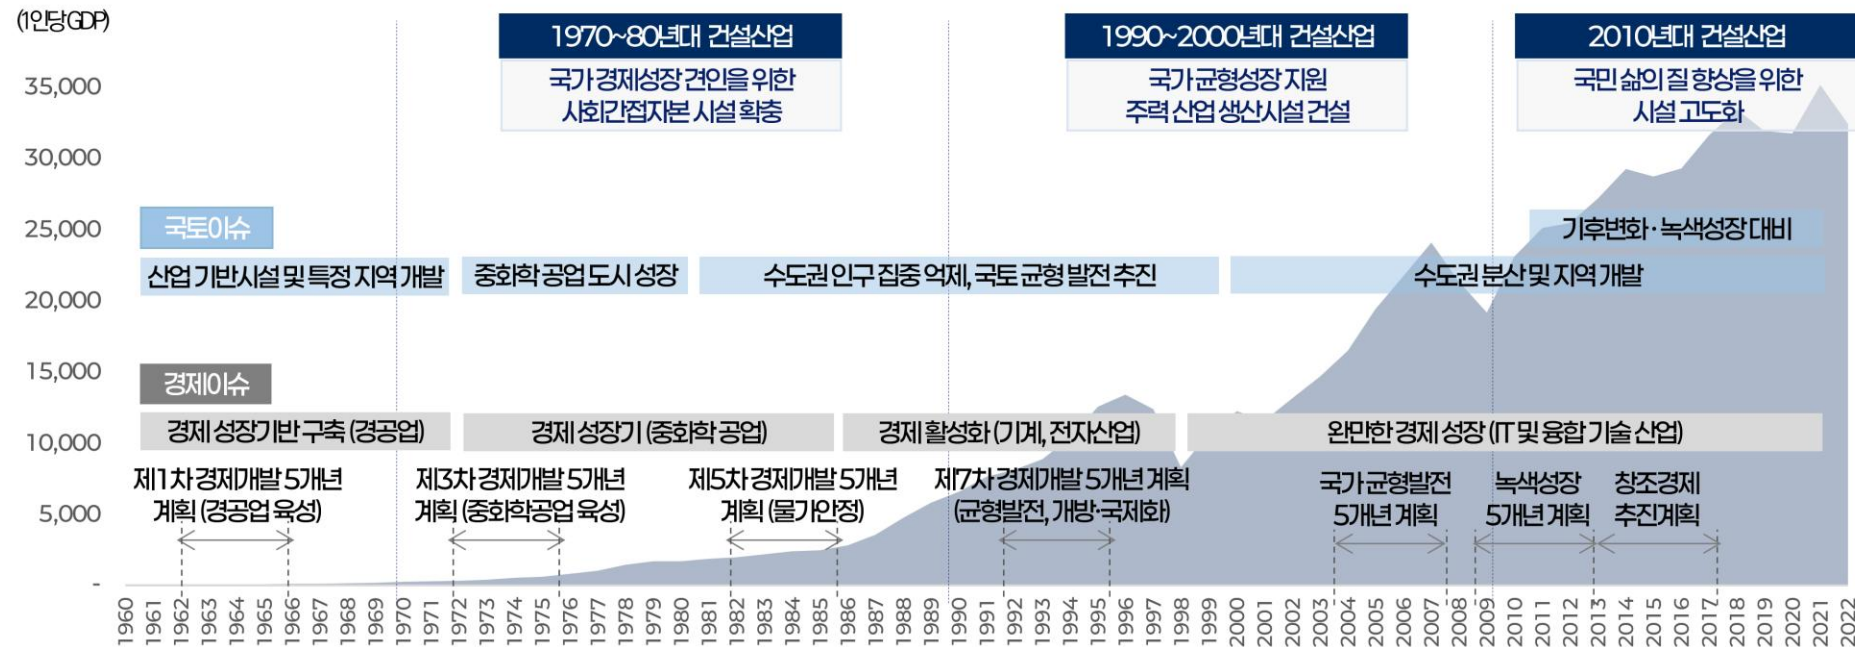 (1인당GDP)
1970~80년대 건설산업
국가 경제성장 견인을 위한
사회간접자본 시설 확충
1990~2000년대 건설산업
국가 균형성장 지원
주력 산업 생산시설 건설
2010년대 건설산업
국민 삶의 질 향상을 위한
시설 고도화
35,000
30,000
25,000
20,000
15,000
10,000
5,000
-
국토이슈
기후변화·녹색성장 대비
산업 기반시설 및 특정 지역 개발
중화학 공업 도시 성장
수도권 인구 집중 억제, 국토 균형 발전 추진
수도권 분산 및 지역 개발
경제이슈
경제 성장기반 구축 (경공업)
경제 성장기 (중화학 공업)
경제 활성화 (기계, 전자산업)
완만한 경제 성장 (IT 및 융합 기술 산업)
제1차 경제개발 5개년
계획 (경공업 육성)
제3차 경제개발 5개년
계획 (중화학공업 육성)
제5차 경제개발 5개년
계획 (물가안정)
제7차 경제개발 5개년 계획
(균형발전, 개방·국제화)
국가 균형발전
5개년 계획
녹색성장
5개년 계획
창조경제
추진계획
1960
1961
1962
1963
1964
1965
1966
1967
1968
1969
1970
1971
1972
1973
1974
1975
1976
1977
1978
1979
1980
1981
1982
1983
1984
1985
1986
1987
1988
1989
1990
1991
1992
1993
1994
1995
1996
1997
1998
1999
2000
2001
2002
2003
2004
2005
2006
2007
2008
2009
2010
2011
2012
2013
2014
2015
2016
2017
2018
2019
2020
2021
2022